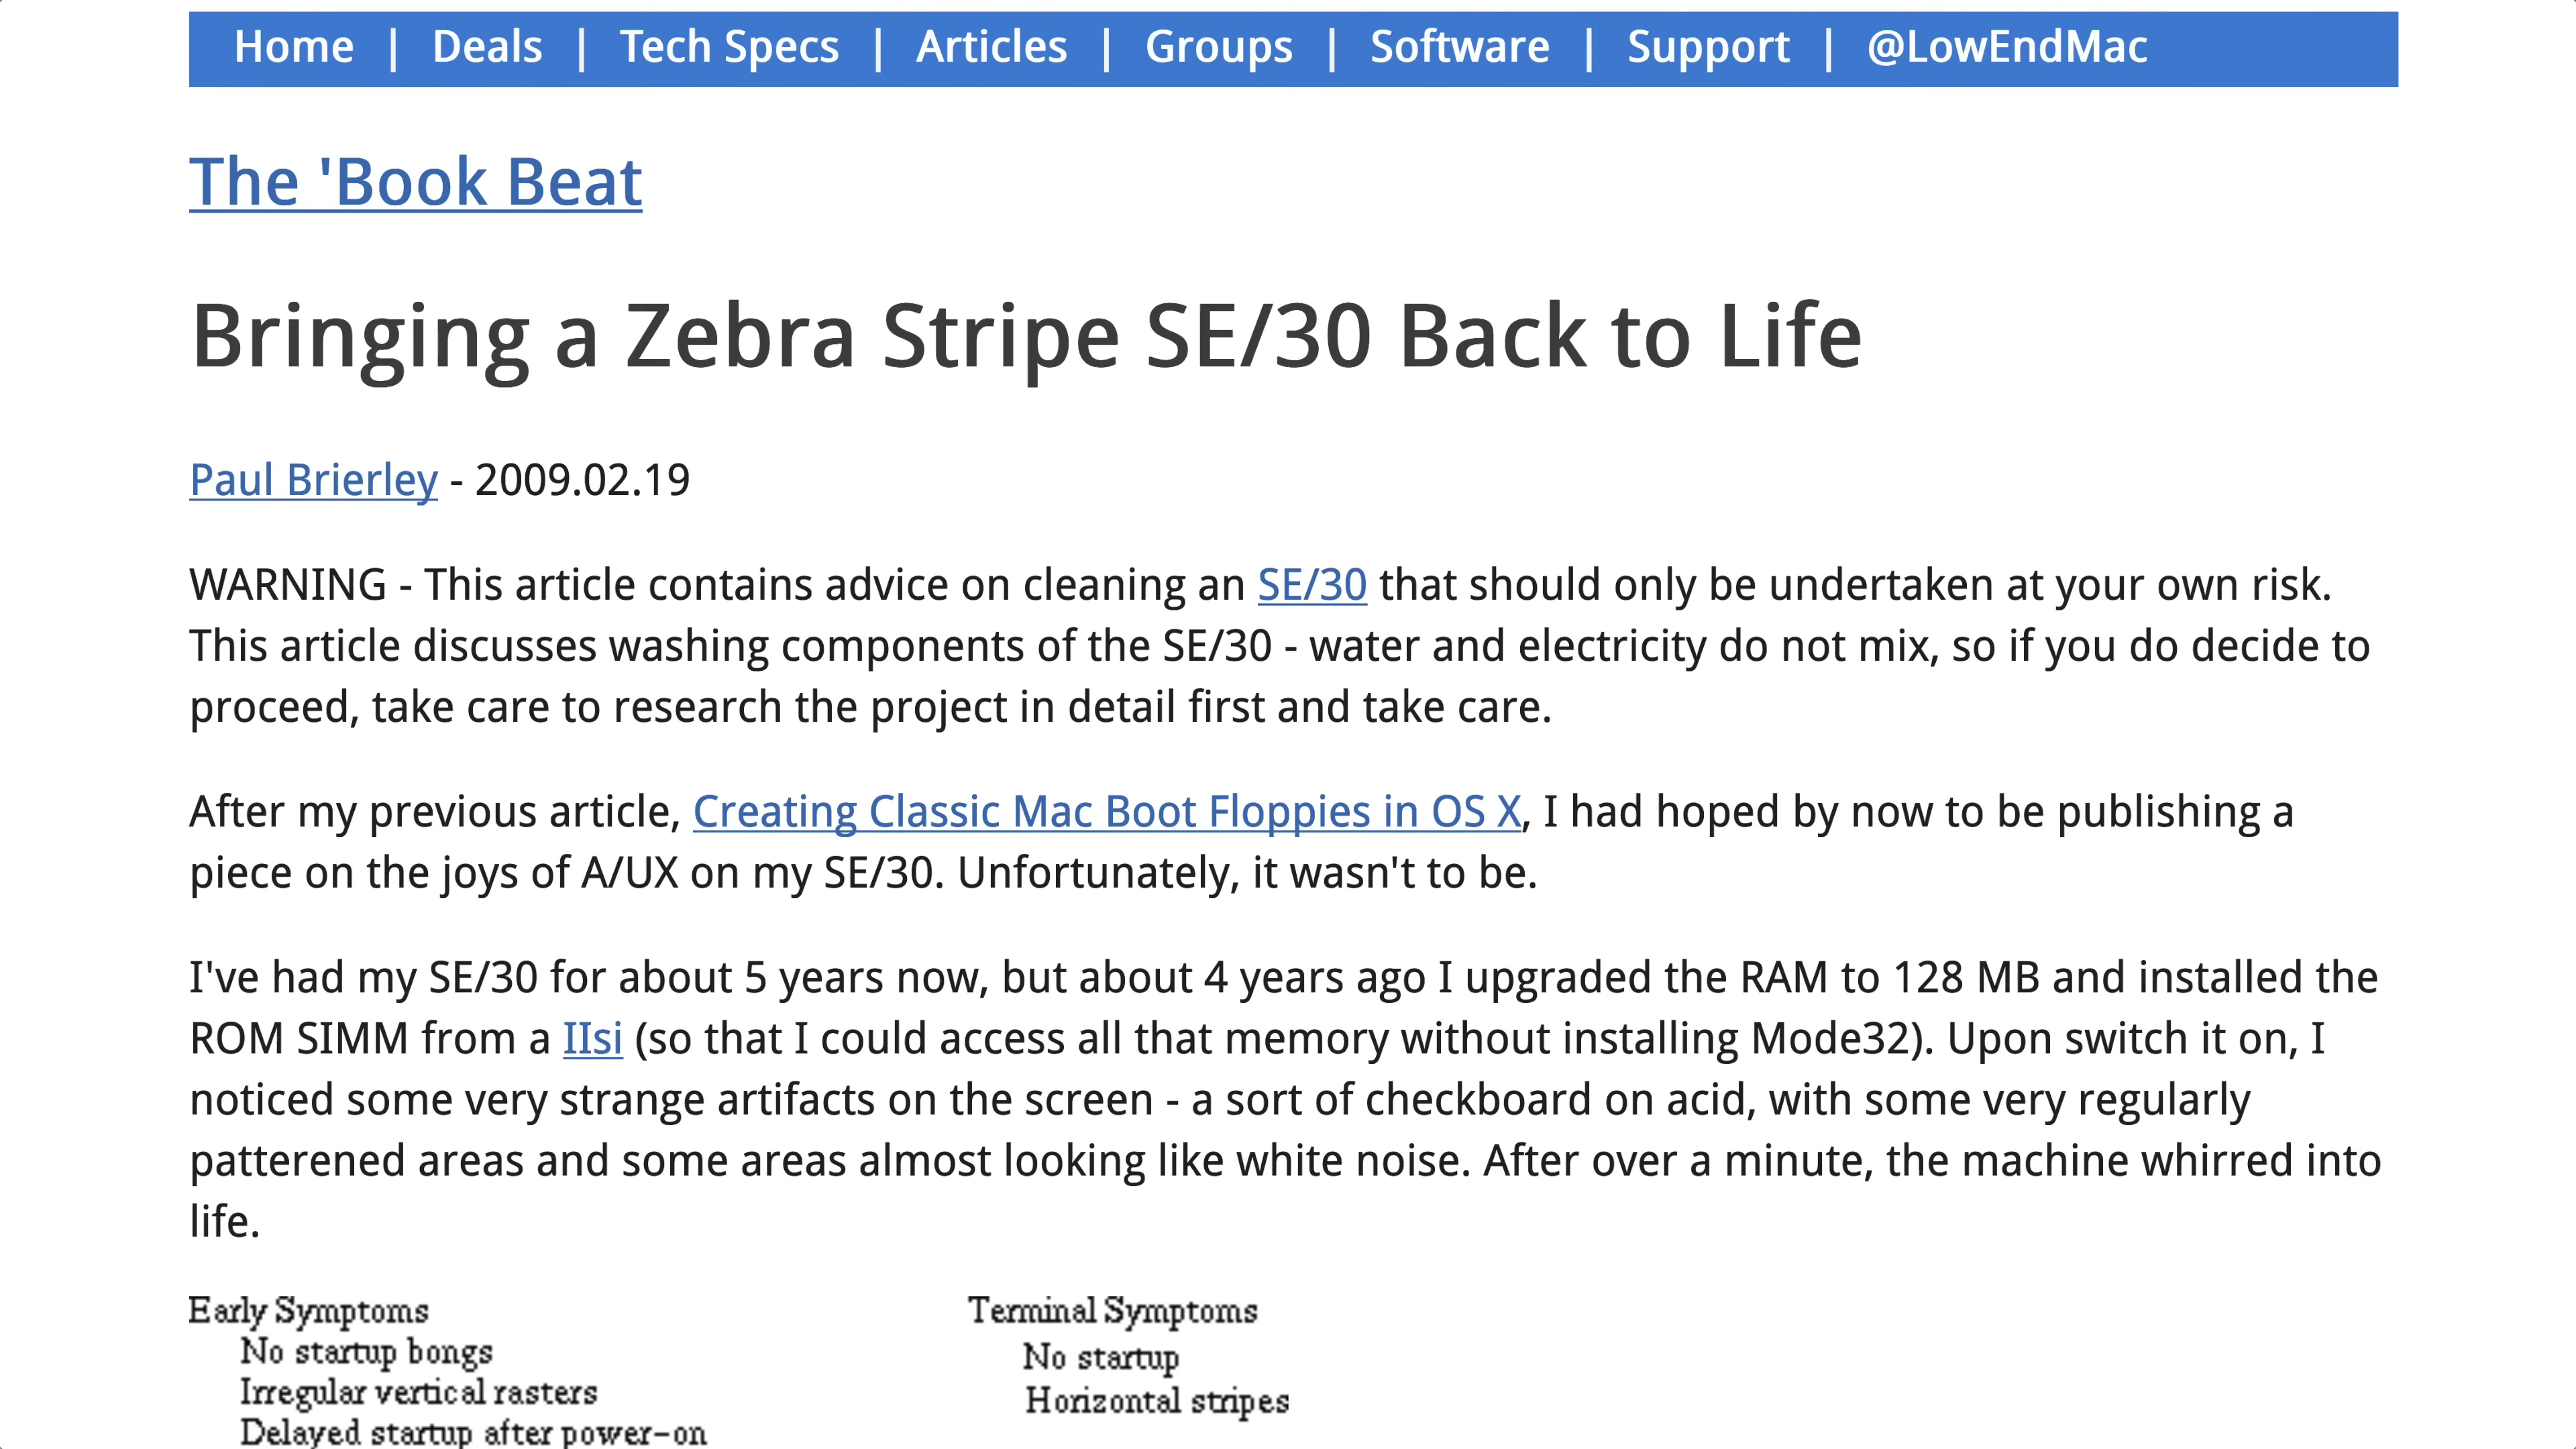 Home | Deals | Tech Specs | Articles | Groups | Software | Support | @LowEndMac
The 'Book Beat
Bringing a Zebra Stripe SE/30 Back to Life
Paul Brierley - 2009.02.19
WARNING - This article contains advice on cleaning an SE/30 that should only be undertaken at your own risk.
This article discusses washing components of the SE/30 - water and electricity do not mix, so if you do decide to
proceed, take care to research the project in detail first and take care.
After my previous article, Creating Classic Mac Boot Floppies in OS X, I had hoped by now to be publishing a
piece on the joys of A/UX on my SE/30. Unfortunately, it wasn't to be.
I've had my SE/30 for about 5 years now, but about 4 years ago I upgraded the RAM to 128 MB and installed the
ROM SIMM from a IIsi (so that I could access all that memory without installing Mode32). Upon switch it on, I
noticed some very strange artifacts on the screen - a sort of checkboard on acid, with some very regularly
patterened areas and some areas almost looking like white noise. After over a minute, the machine whirred into
life.
Early Symptoms
No startup bongs
Irregular vertical rasters
Delayed startup after power-on
Terminal Symptoms
No startup
Horizontal stripes